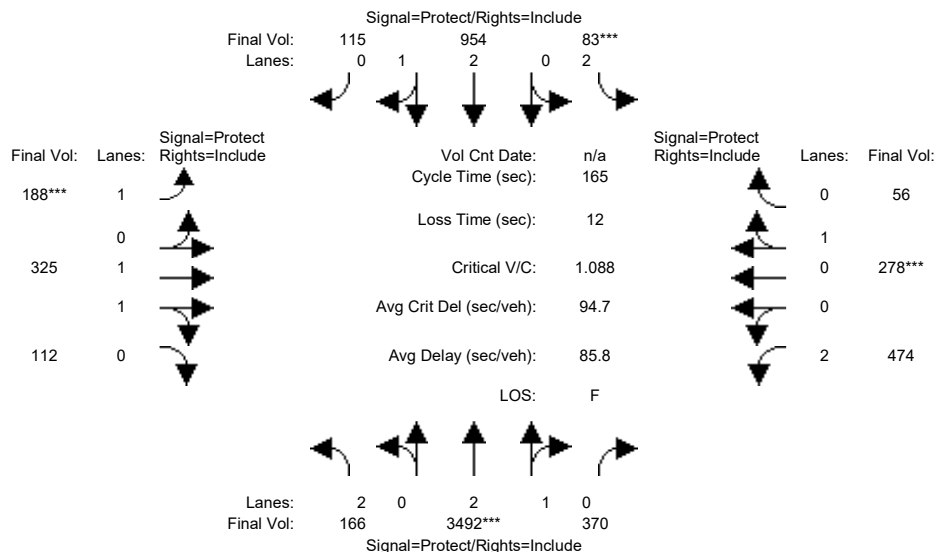 Signal=Protect/Rights=Include
Final Vol: 115 954 83***
Lanes: 0 1 2 0 2
Signal=Protect Signal=Protect
Final Vol: Lanes: Rights=Include Vol Cnt Date: n/a Rights=Include Lanes: Final Vol:
Cycle Time (sec): 165
188*** 1 0 56
Loss Time (sec): 12
0 1
325 1 Critical V/C: 1.088 0 278***
1 Avg Crit Del (sec/veh): 94.7 0
112 0 Avg Delay (sec/veh): 85.8 2 474
LOS: F
Lanes: 2 0 2 1 0
Final Vol: 166 3492*** 370
Signal=Protect/Rights=Include